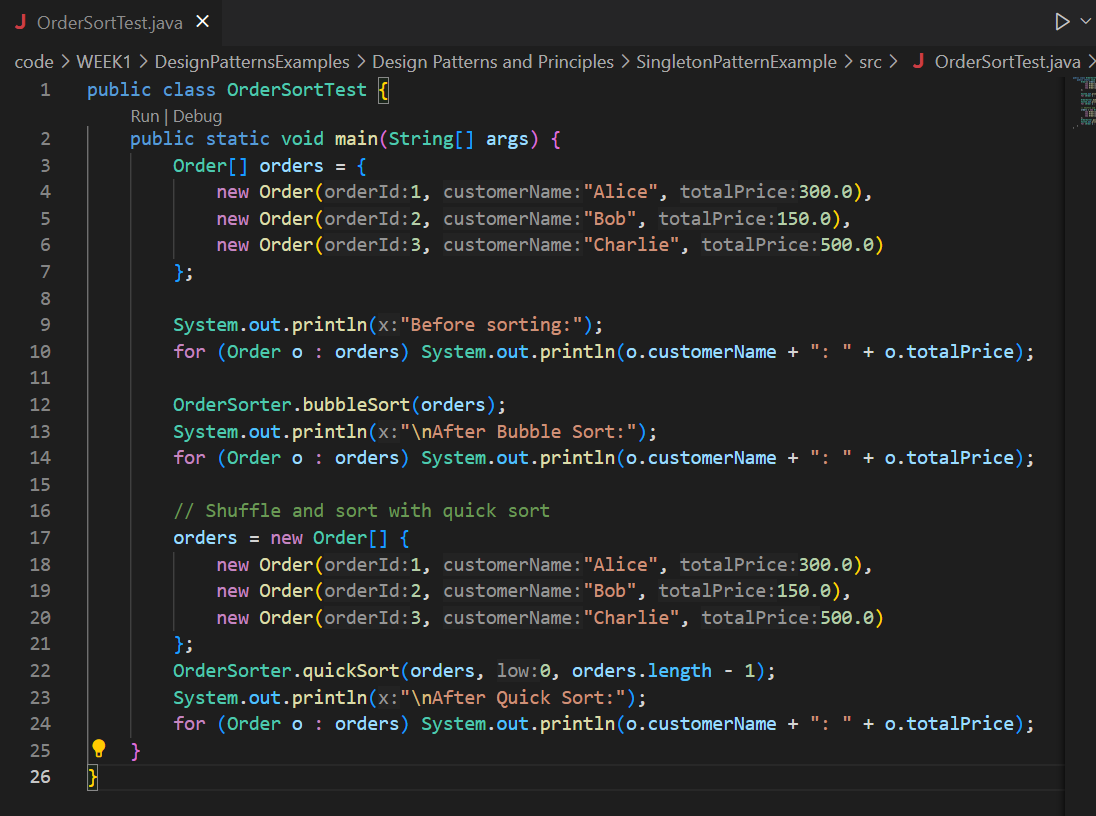 J OrderSortTest.java ×
code > WEEK1 > DesignPatternsExamples > Design Patterns and Principles > SingletonPatternExample > src > J OrderSortTest.java >
1 public class OrderSortTest {
Run | Debug
2 public static void main(String[] args) {
3 Order[] orders = {
4 new Order(orderId:1, customerName:"Alice", totalPrice:300.0),
5 new Order(orderId:2, customerName:"Bob", totalPrice:150.0),
6 new Order(orderId:3, customerName:"Charlie", totalPrice:500.0)
7 };
8
9 System.out.println(x:"Before sorting:");
10 for (Order o : orders) System.out.println(o.customerName + ": " + o.totalPrice);
11
12 OrderSorter.bubbleSort(orders);
13 System.out.println(x:"\nAfter Bubble Sort:");
14 for (Order o : orders) System.out.println(o.customerName + ": " + o.totalPrice);
15
16 // Shuffle and sort with quick sort
17 orders = new Order[] {
18 new Order(orderId:1, customerName:"Alice", totalPrice:300.0),
19 new Order(orderId:2, customerName:"Bob", totalPrice:150.0),
20 new Order(orderId:3, customerName:"Charlie", totalPrice:500.0)
21 };
22 OrderSorter.quickSort(orders, low:0, orders.length - 1);
23 System.out.println(x:"\nAfter Quick Sort:");
24 for (Order o : orders) System.out.println(o.customerName + ": " + o.totalPrice);
25 }
26 }